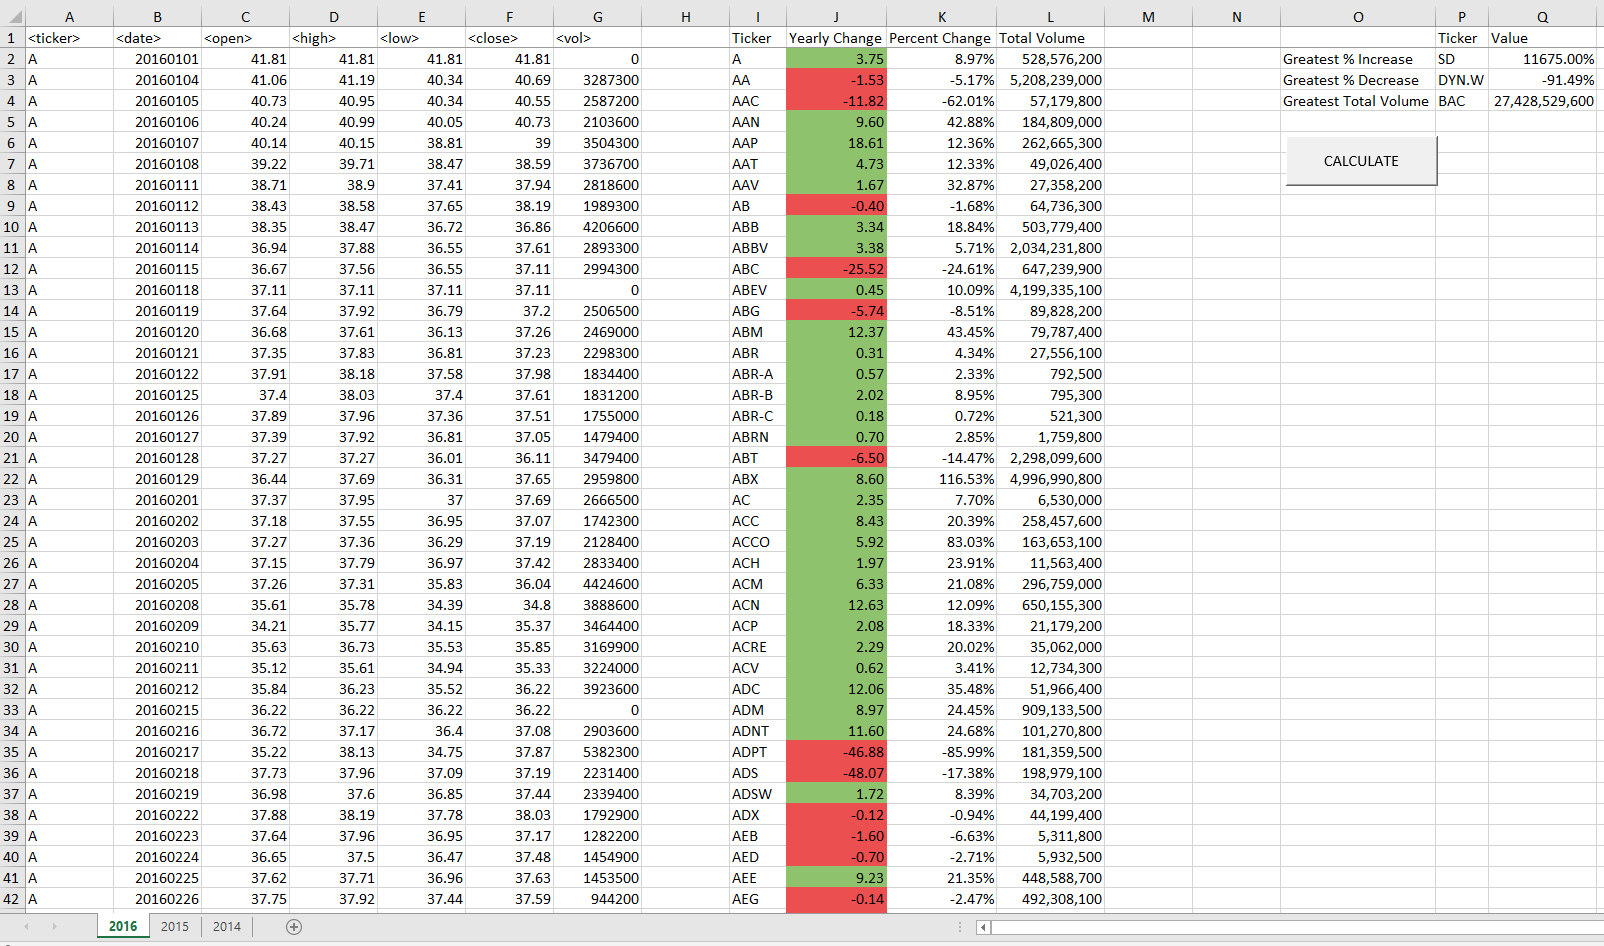 A B C D E F G H I J K L M N O P Q
1 <ticker> <date> <open> <high> <low> <close> <vol> Ticker Yearly Change Percent Change Total Volume Ticker Value
2 A 20160101 41.81 41.81 41.81 41.81 0 A 3.75 8.97% 528,576,200 Greatest % Increase SD 11675.00%
3 A 20160104 41.06 41.19 40.34 40.69 3287300 AA -1.53 -5.17% 5,208,239,000 Greatest % Decrease DYN.W -91.49%
4 A 20160105 40.73 40.95 40.34 40.55 2587200 AAC -11.82 -62.01% 57,179,800 Greatest Total Volume BAC 27,428,529,600
5 A 20160106 40.24 40.99 40.05 40.73 2103600 AAN 9.60 42.88% 184,809,000
6 A 20160107 40.14 40.15 38.81 39 3504300 AAP 18.61 12.36% 262,665,300
7 A 20160108 39.22 39.71 38.47 38.59 3736700 AAT 4.73 12.33% 49,026,400 CALCULATE
8 A 20160111 38.71 38.9 37.41 37.94 2818600 AAV 1.67 32.87% 27,358,200
9 A 20160112 38.43 38.58 37.65 38.19 1989300 AB -0.40 -1.68% 64,736,300
10 A 20160113 38.35 38.47 36.72 36.86 4206600 ABB 3.34 18.84% 503,779,400
11 A 20160114 36.94 37.88 36.55 37.61 2893300 ABBV 3.38 5.71% 2,034,231,800
12 A 20160115 36.67 37.56 36.55 37.11 2994300 ABC -25.52 -24.61% 647,239,900
13 A 20160118 37.11 37.11 37.11 37.11 0 ABEV 0.45 10.09% 4,199,335,100
14 A 20160119 37.64 37.92 36.79 37.2 2506500 ABG -5.74 -8.51% 89,828,200
15 A 20160120 36.68 37.61 36.13 37.26 2469000 ABM 12.37 43.45% 79,787,400
16 A 20160121 37.35 37.83 36.81 37.23 2298300 ABR 0.31 4.34% 27,556,100
17 A 20160122 37.91 38.18 37.58 37.98 1834400 ABR-A 0.57 2.33% 792,500
18 A 20160125 37.4 38.03 37.4 37.61 1831200 ABR-B 2.02 8.95% 795,300
19 A 20160126 37.89 37.96 37.36 37.51 1755000 ABR-C 0.18 0.72% 521,300
20 A 20160127 37.39 37.92 36.81 37.05 1479400 ABRN 0.70 2.85% 1,759,800
21 A 20160128 37.27 37.27 36.01 36.11 3479400 ABT -6.50 -14.47% 2,298,099,600
22 A 20160129 36.44 37.69 36.31 37.65 2959800 ABX 8.60 116.53% 4,996,990,800
23 A 20160201 37.37 37.95 37 37.69 2666500 AC 2.35 7.70% 6,530,000
24 A 20160202 37.18 37.55 36.95 37.07 1742300 ACC 8.43 20.39% 258,457,600
25 A 20160203 37.27 37.36 36.29 37.19 2128400 ACCO 5.92 83.03% 163,653,100
26 A 20160204 37.15 37.79 36.97 37.42 2833400 ACH 1.97 23.91% 11,563,400
27 A 20160205 37.26 37.31 35.83 36.04 4424600 ACM 6.33 21.08% 296,759,000
28 A 20160208 35.61 35.78 34.39 34.8 3888600 ACN 12.63 12.09% 650,155,300
29 A 20160209 34.21 35.77 34.15 35.37 3464400 ACP 2.08 18.33% 21,179,200
30 A 20160210 35.63 36.73 35.53 35.85 3169900 ACRE 2.29 20.02% 35,062,000
31 A 20160211 35.12 35.61 34.94 35.33 3224000 ACV 0.62 3.41% 12,734,300
32 A 20160212 35.84 36.23 35.52 36.22 3923600 ADC 12.06 35.48% 51,966,400
33 A 20160215 36.22 36.22 36.22 36.22 0 ADM 8.97 24.45% 909,133,500
34 A 20160216 36.72 37.17 36.4 37.08 2903600 ADNT 11.60 24.68% 101,270,800
35 A 20160217 35.22 38.13 34.75 37.87 5382300 ADPT -46.88 -85.99% 181,359,500
36 A 20160218 37.73 37.96 37.09 37.19 2231400 ADS -48.07 -17.38% 198,979,100
37 A 20160219 36.98 37.6 36.85 37.44 2339400 ADSW 1.72 8.39% 34,703,200
38 A 20160222 37.88 38.19 37.78 38.03 1792900 ADX -0.12 -0.94% 44,199,400
39 A 20160223 37.64 37.96 36.95 37.17 1282200 AEB -1.60 -6.63% 5,311,800
40 A 20160224 36.65 37.5 36.47 37.48 1454900 AED -0.70 -2.71% 5,932,500
41 A 20160225 37.62 37.71 36.96 37.63 1453500 AEE 9.23 21.35% 448,588,700
42 A 20160226 37.75 37.92 37.44 37.59 944200 AEG -0.14 -2.47% 492,308,100
2016 2015 2014